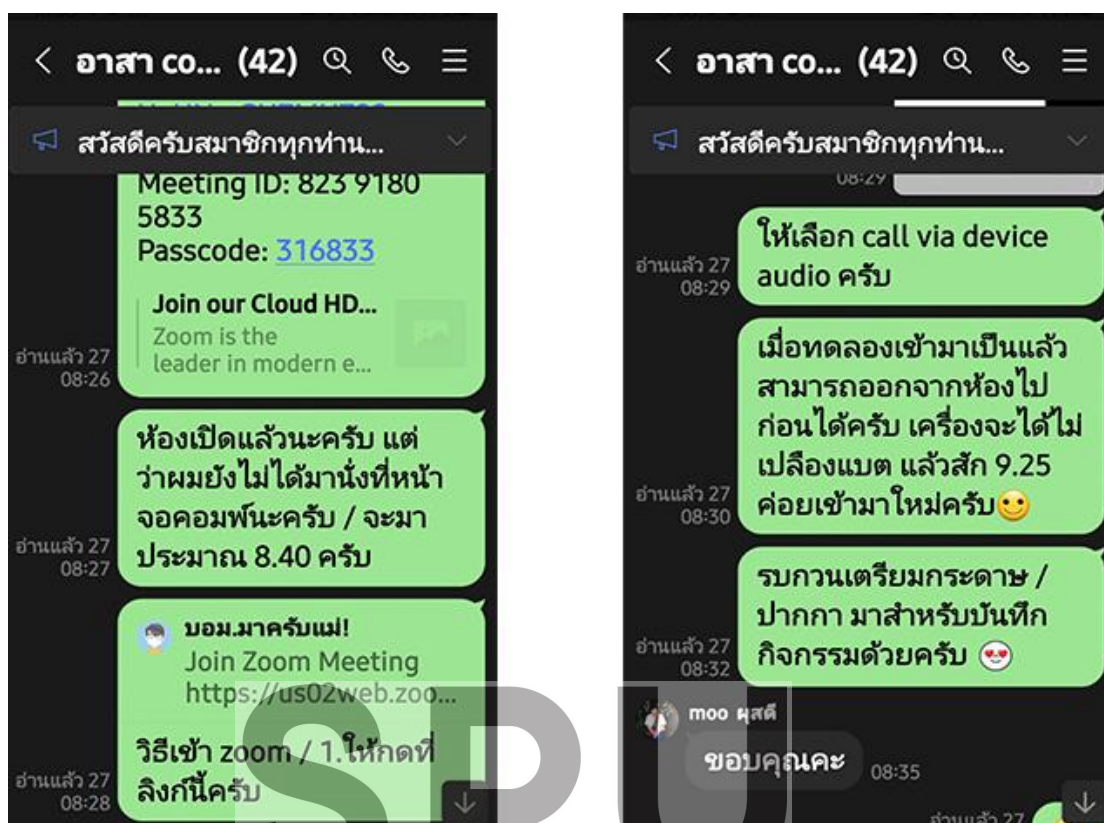 อาสา co... (42)
สวัสดีครับสมาชิกทุกท่าน...
Meeting ID: 823 9180
5833
Passcode: 316833
Join our Cloud HD...
Zoom is the
leader in modern e...
อ่านแล้ว 27
08:26
ห้องเปิดแล้วนะครับ แต่
ว่าผมยังไม่ได้มานั่งที่หน้า
จอคอมพ์นะครับ / จะมา
ประมาณ 8.40 ครับ
อ่านแล้ว 27
08:27
บอม.มาครับแม่!
Join Zoom Meeting
https://us02web.zoo...
วิธีเข้า zoom / 1.ให้กดที่
ลิงก์นี้ครับ
อ่านแล้ว 27
08:28
อาสา co... (42)
สวัสดีครับสมาชิกทุกท่าน...
08:29
ให้เลือก call via device
audio ครับ
อ่านแล้ว 27
08:29
เมื่อทดลองเข้ามาเป็นแล้ว
สามารถออกจากห้องไป
ก่อนได้ครับ เครื่องจะได้ไม่
เปลืองแบต แล้วสัก 9.25
ค่อยเข้ามาใหม่ครับ🙂
อ่านแล้ว 27
08:30
รบกวนเตรียมกระดาษ /
ปากกา มาสำหรับบันทึก
กิจกรรมด้วยครับ 😍
อ่านแล้ว 27
08:32
moo ผุสดี
ขอบคุณคะ
08:35
อ่านแล้ว 27
SPU